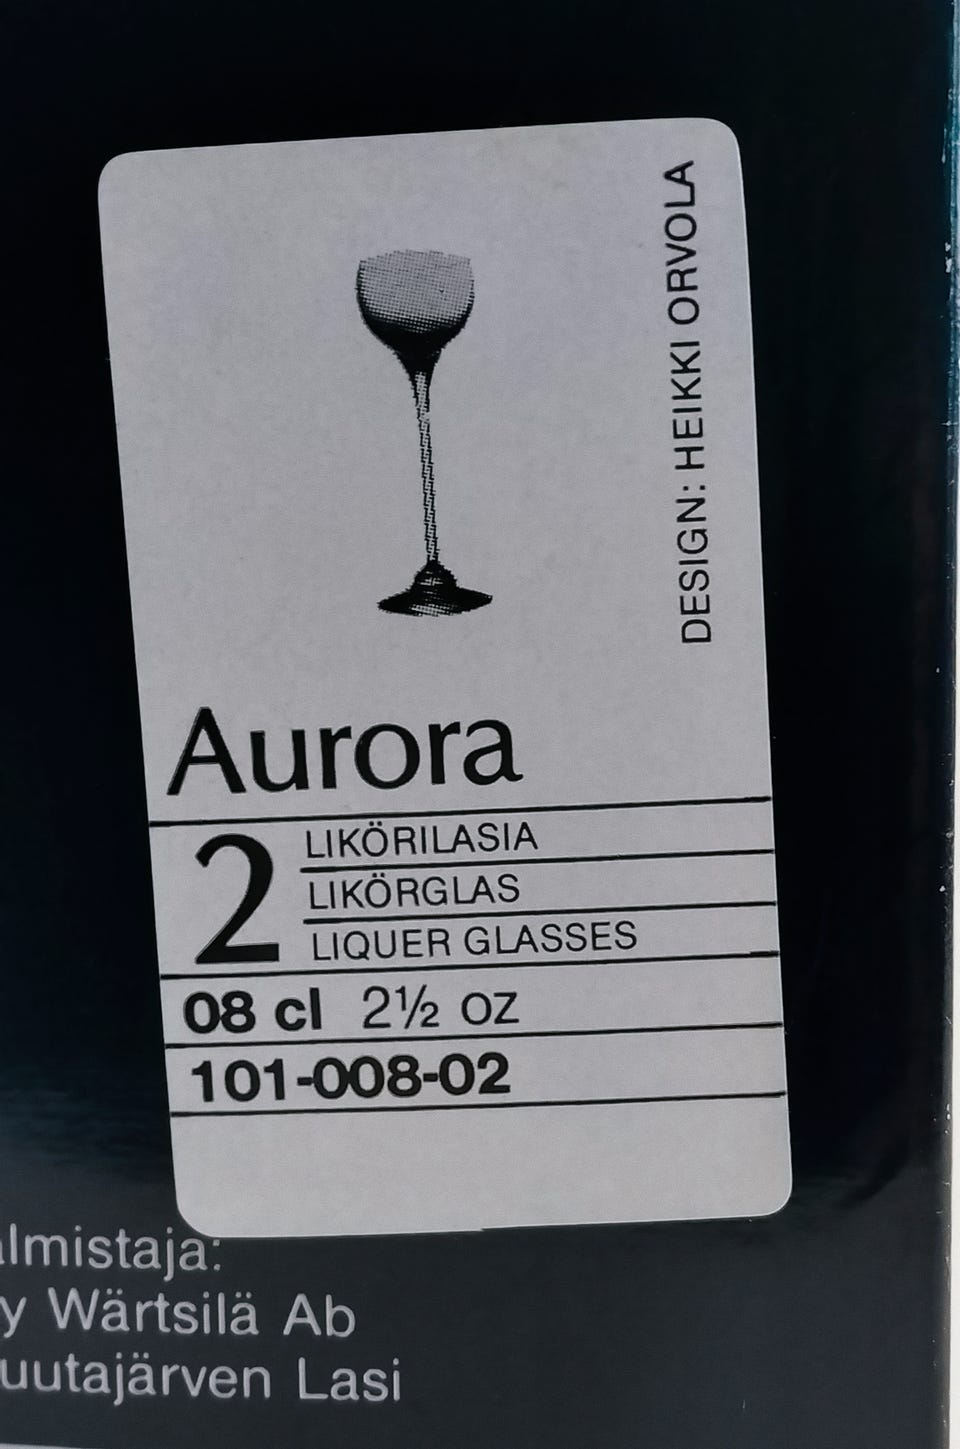 DESIGN: HEIKKI ORVOLA
Aurora
2
LIKÖRILASIA
LIKÖRGLAS
LIQUER GLASSES
08 cl 2½ oz
101-008-02
almistaja:
y Wärtsilä Ab
uutajärven Lasi